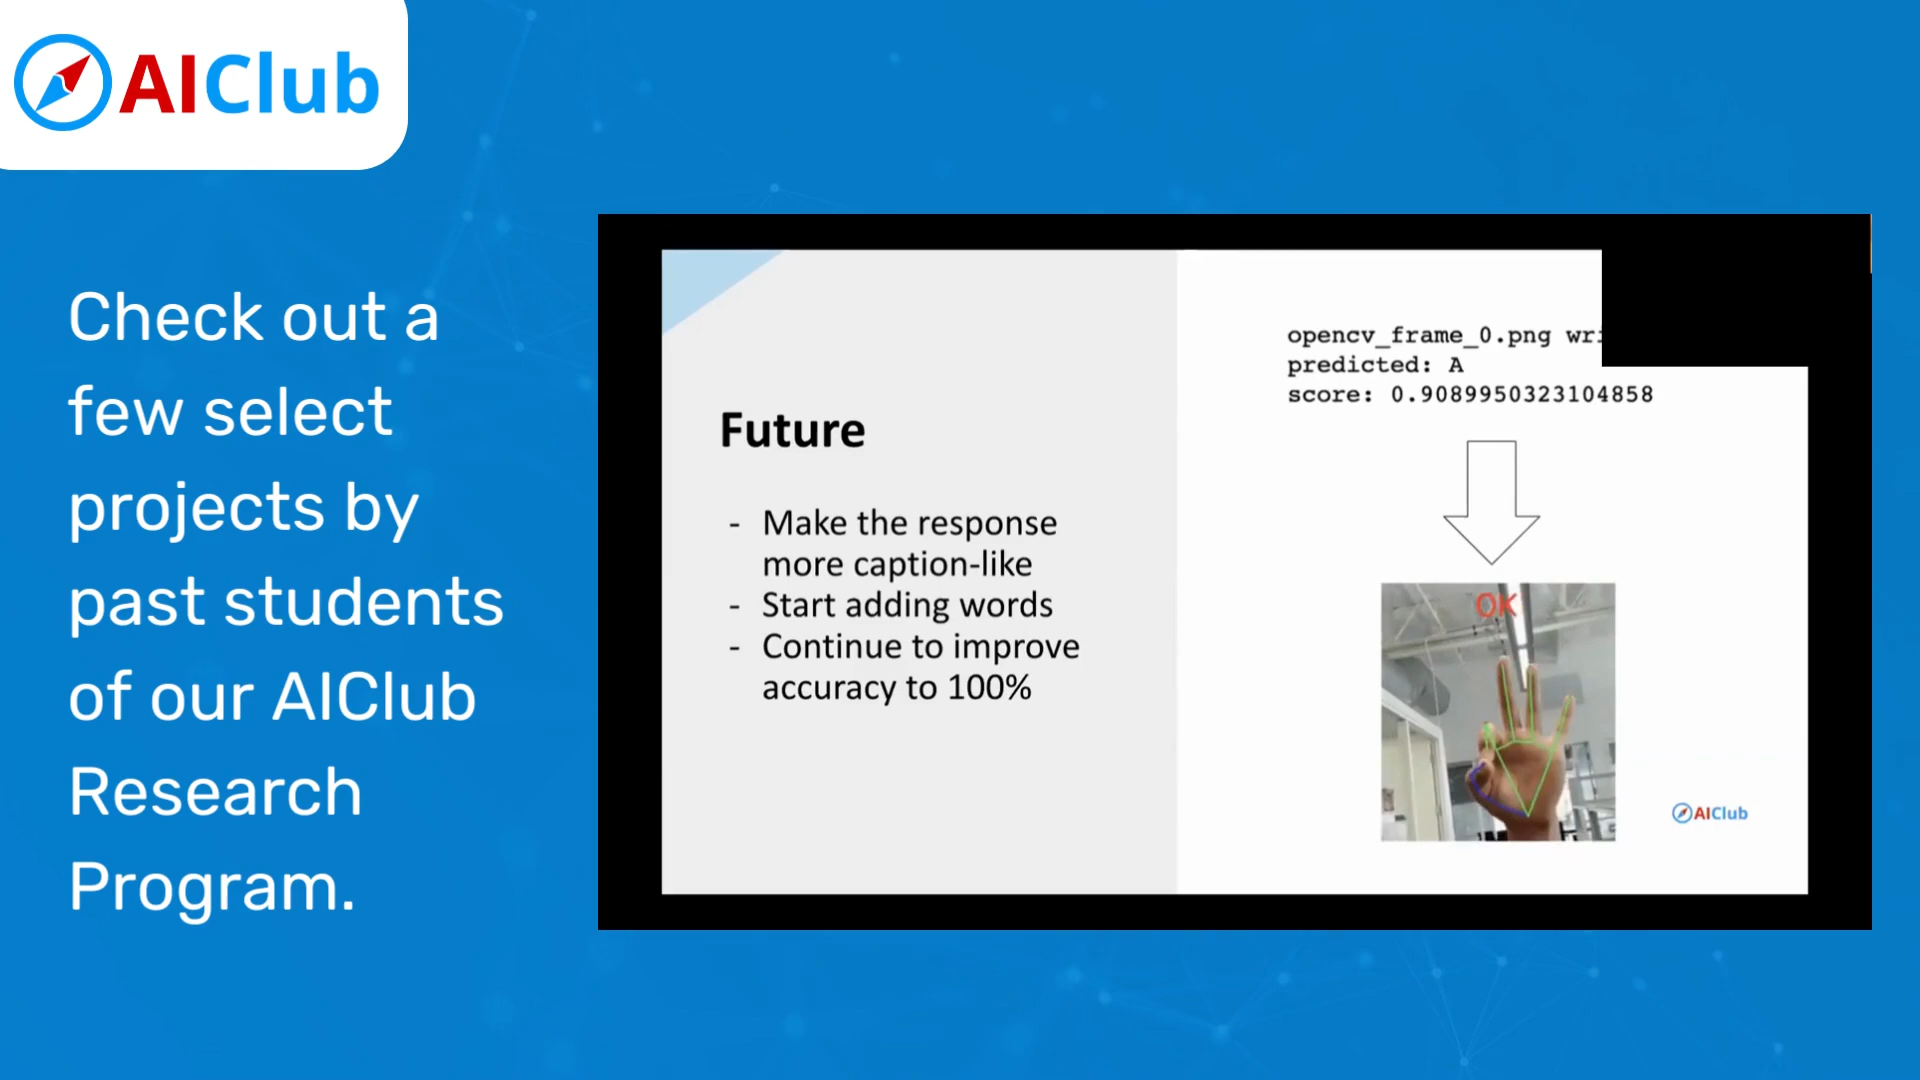 AIClub
Check out a
few select
projects by
past students
of our AIClub
Research
Program.
Future
- Make the response
more caption-like
- Start adding words
- Continue to improve
accuracy to 100%
opencv_frame_0.png
predicted: A
score: 0.9089950323104858
OK
AIClub